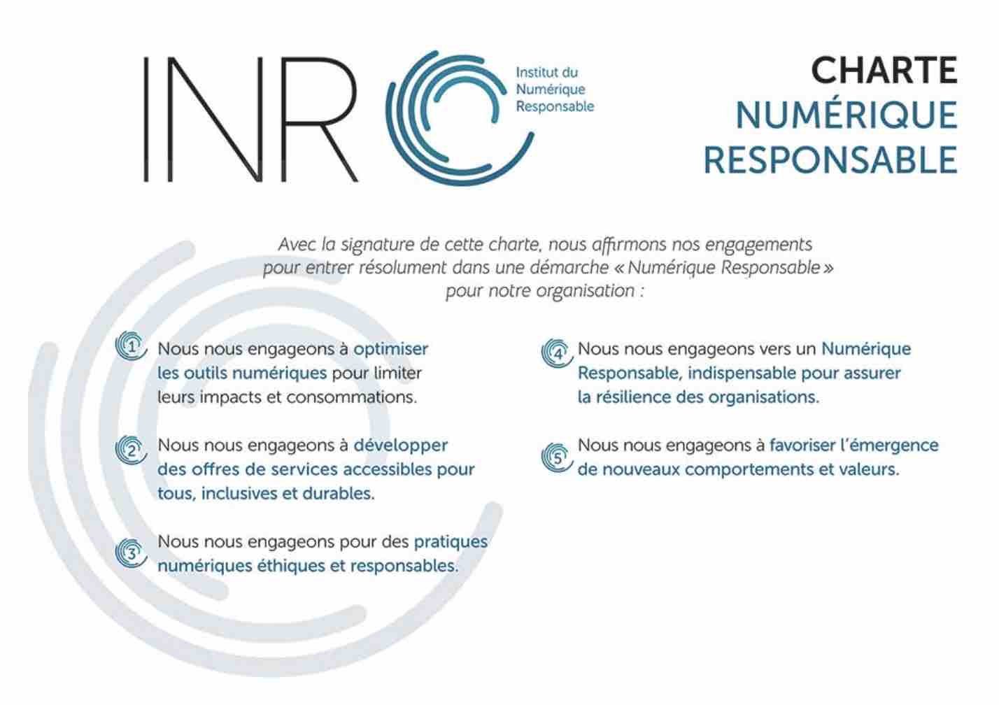 INR
Institut du
Numérique
Responsable
CHARTE
NUMÉRIQUE
RESPONSABLE
Avec la signature de cette charte, nous affirmons nos engagements
pour entrer résolument dans une démarche « Numérique Responsable »
pour notre organisation :
1 Nous nous engageons à optimiser
les outils numériques pour limiter
leurs impacts et consommations.
2 Nous nous engageons à développer
des offres de services accessibles pour
tous, inclusives et durables.
3 Nous nous engageons pour des pratiques
numériques éthiques et responsables.
4 Nous nous engageons vers un Numérique
Responsable, indispensable pour assurer
la résilience des organisations.
5 Nous nous engageons à favoriser l’émergence
de nouveaux comportements et valeurs.